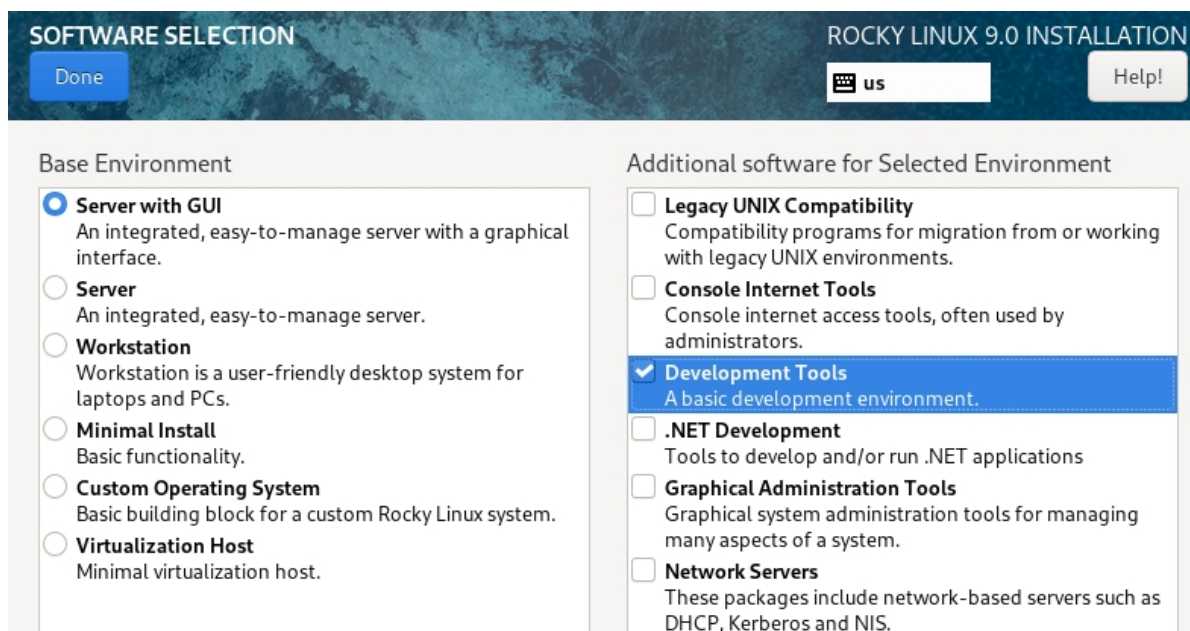 SOFTWARE SELECTION
ROCKY LINUX 9.0 INSTALLATION
Done
us
Help!
Base Environment
Server with GUI
An integrated, easy-to-manage server with a graphical
interface.
Server
An integrated, easy-to-manage server.
Workstation
Workstation is a user-friendly desktop system for
laptops and PCs.
Minimal Install
Basic functionality.
Custom Operating System
Basic building block for a custom Rocky Linux system.
Virtualization Host
Minimal virtualization host.
Additional software for Selected Environment
Legacy UNIX Compatibility
Compatibility programs for migration from or working
with legacy UNIX environments.
Console Internet Tools
Console internet access tools, often used by
administrators.
Development Tools
A basic development environment.
.NET Development
Tools to develop and/or run .NET applications
Graphical Administration Tools
Graphical system administration tools for managing
many aspects of a system.
Network Servers
These packages include network-based servers such as
DHCP, Kerberos and NIS.